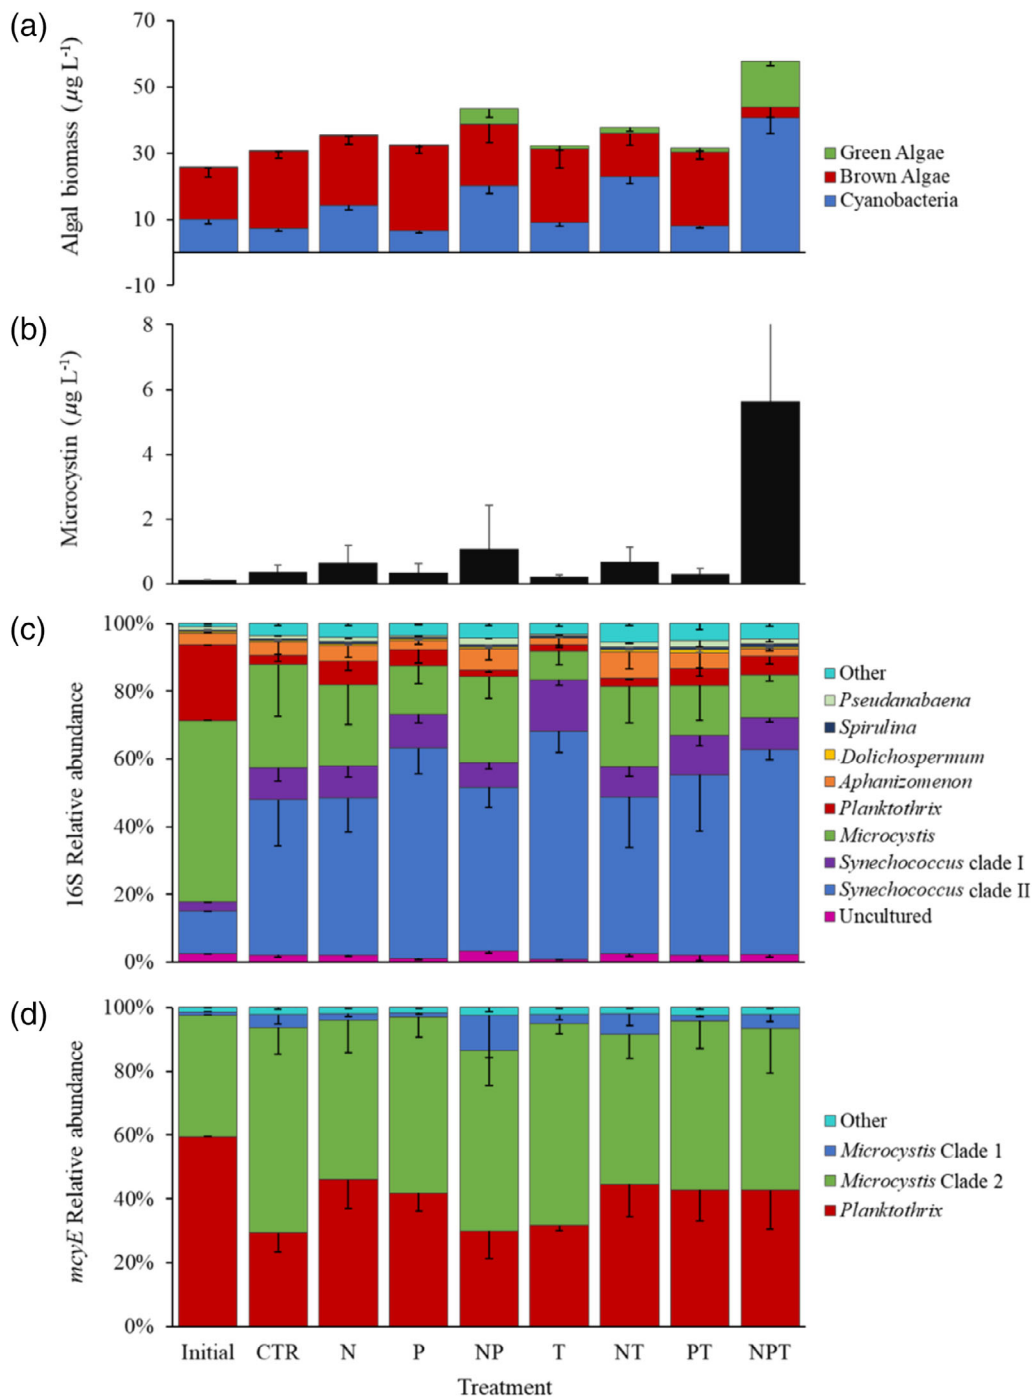 (a)
Algal biomass (µg L-1)
70
50
30
10
-10
Green Algae
Brown Algae
Cyanobacteria
(b)
Microcystin (µg L-1)
8
6
4
2
0
(c)
16S Relative abundance
100%
80%
60%
40%
20%
0%
Other
Pseudanabaena
Spirulina
Dolichospermum
Aphanizomenon
Planktothrix
Microcystis
Synechococcus clade I
Synechococcus clade II
Uncultured
(d)
mcyE Relative abundance
100%
80%
60%
40%
20%
0%
Other
Microcystis Clade 1
Microcystis Clade 2
Planktothrix
Initial CTR N P NP T NT PT NPT
Treatment